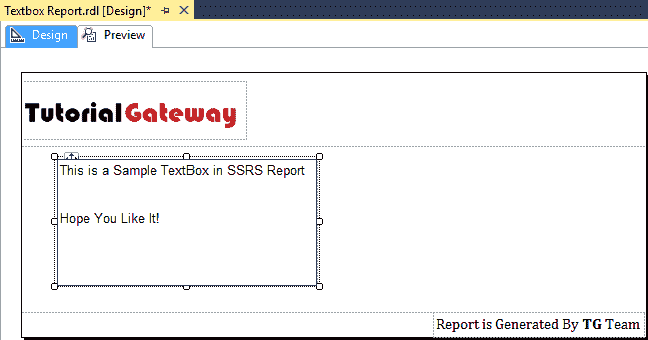 Textbox Report.rdl [Design]*
Design Preview
TutorialGateway
This is a Sample TextBox in SSRS Report
Hope You Like It!
Report is Generated By TG Team